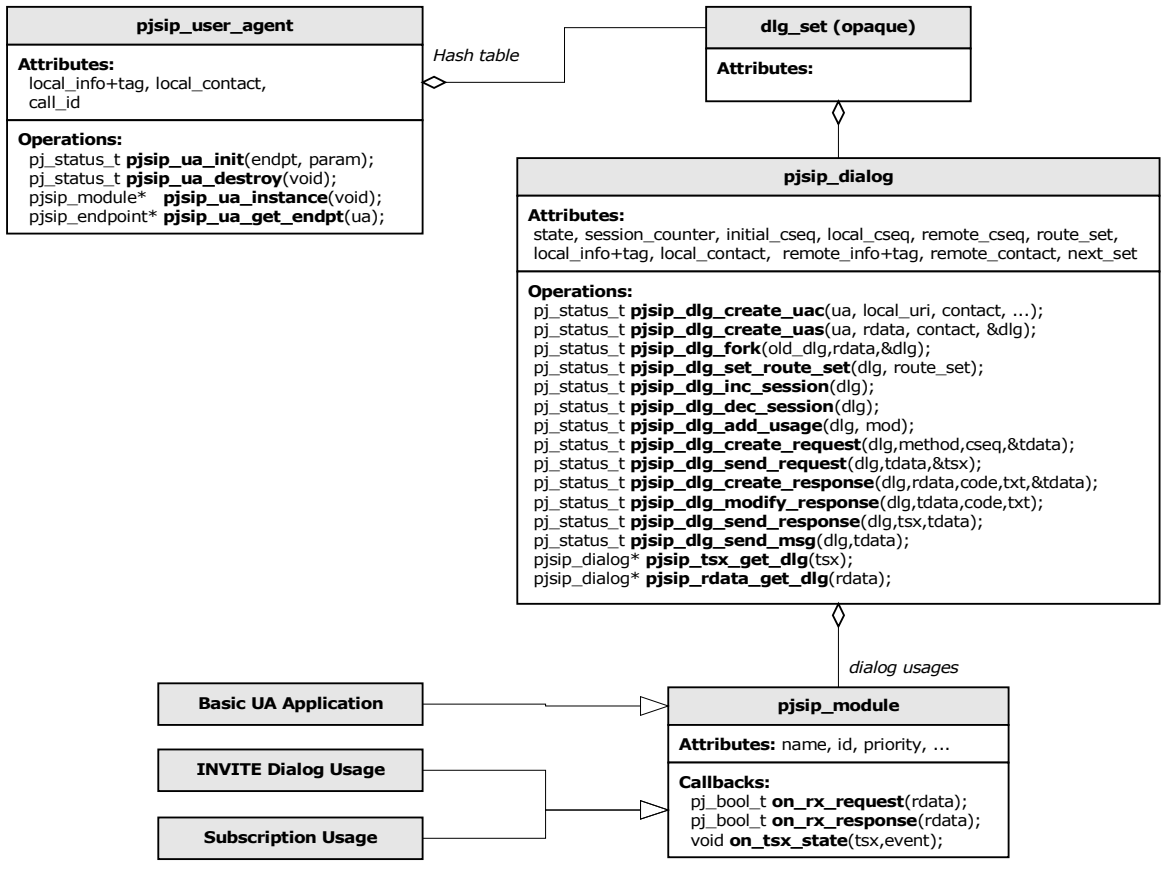 pjsip_user_agent
Attributes:
local_info+tag, local_contact,
call_id
Operations:
pj_status_t pjsip_ua_init(endpt, param);
pj_status_t pjsip_ua_destroy(void);
pjsip_module* pjsip_ua_instance(void);
pjsip_endpoint* pjsip_ua_get_endpt(ua);
Hash table
dlg_set (opaque)
Attributes:
pjsip_dialog
Attributes:
state, session_counter, initial_cseq, local_cseq, remote_cseq, route_set,
local_info+tag, local_contact, remote_info+tag, remote_contact, next_set
Operations:
pj_status_t pjsip_dlg_create_uac(ua, local_uri, contact, ...);
pj_status_t pjsip_dlg_create_uas(ua, rdata, contact, &dlg);
pj_status_t pjsip_dlg_fork(old_dlg,rdata,&dlg);
pj_status_t pjsip_dlg_set_route_set(dlg, route_set);
pj_status_t pjsip_dlg_inc_session(dlg);
pj_status_t pjsip_dlg_dec_session(dlg);
pj_status_t pjsip_dlg_add_usage(dlg, mod);
pj_status_t pjsip_dlg_create_request(dlg,method,cseq,&tdata);
pj_status_t pjsip_dlg_send_request(dlg,tdata,&tsx);
pj_status_t pjsip_dlg_create_response(dlg,rdata,code,txt,&tdata);
pj_status_t pjsip_dlg_modify_response(dlg,tdata,code,txt);
pj_status_t pjsip_dlg_send_response(dlg,tsx,tdata);
pj_status_t pjsip_dlg_send_msg(dlg,tdata);
pjsip_dialog* pjsip_tsx_get_dlg(tsx);
pjsip_dialog* pjsip_rdata_get_dlg(rdata);
dialog usages
Basic UA Application
INVITE Dialog Usage
Subscription Usage
pjsip_module
Attributes: name, id, priority, ...
Callbacks:
pj_bool_t on_rx_request(rdata);
pj_bool_t on_rx_response(rdata);
void on_tsx_state(tsx,event);